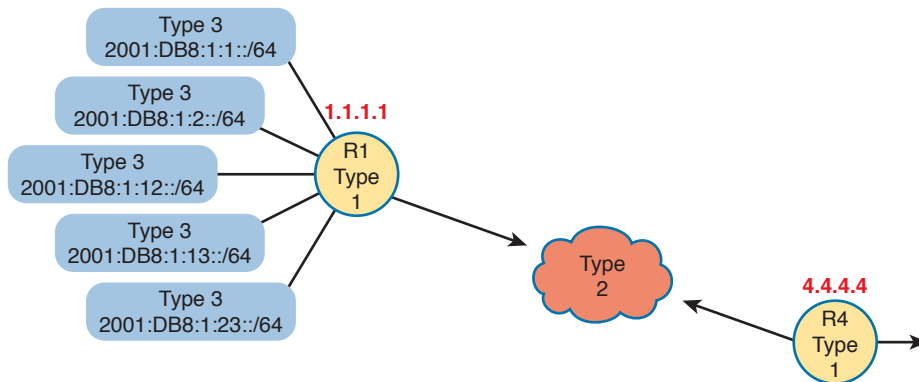 Type 3
2001:DB8:1:1::/64
Type 3
2001:DB8:1:2::/64
Type 3
2001:DB8:1:12::/64
Type 3
2001:DB8:1:13::/64
Type 3
2001:DB8:1:23::/64
1.1.1.1
R1
Type
1
Type
2
4.4.4.4
R4
Type
1